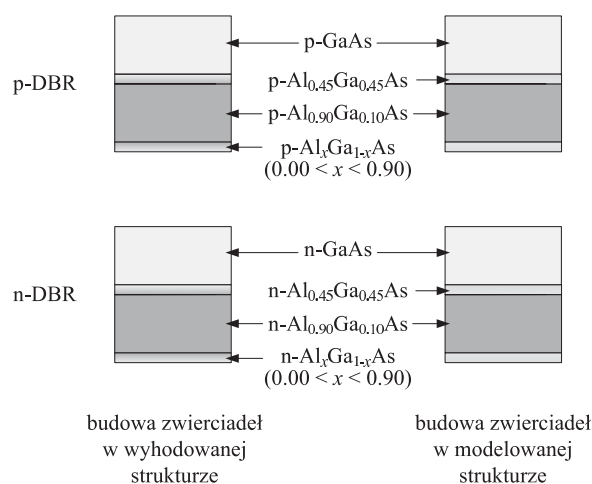 p-DBR
p-GaAs
p-Al₀.₄₅Ga₀.₄₅As
p-Al₀.₉₀Ga₀.₁₀As
p-AlₓGa₁₋ₓAs
(0.00 < x < 0.90)
n-DBR
n-GaAs
n-Al₀.₄₅Ga₀.₄₅As
n-Al₀.₉₀Ga₀.₁₀As
n-AlₓGa₁₋ₓAs
(0.00 < x < 0.90)
budowa zwierciadeł
w wyhodowanej
strukturze
budowa zwierciadeł
w modelowanej
strukturze